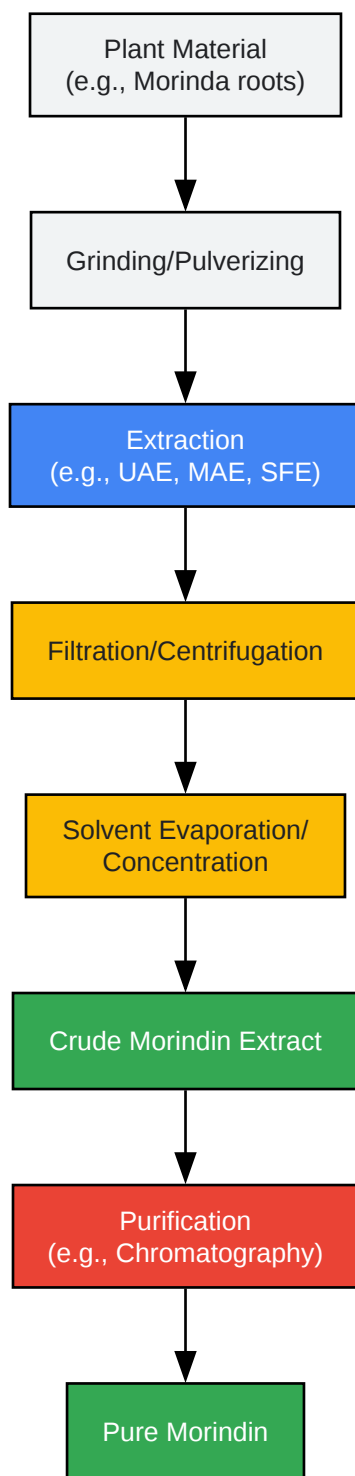 Plant Material
(e.g., Morinda roots)
Grinding/Pulverizing
Extraction
(e.g., UAE, MAE, SFE)
Filtration/Centrifugation
Solvent Evaporation/
Concentration
Crude Morindin Extract
Purification
(e.g., Chromatography)
Pure Morindin